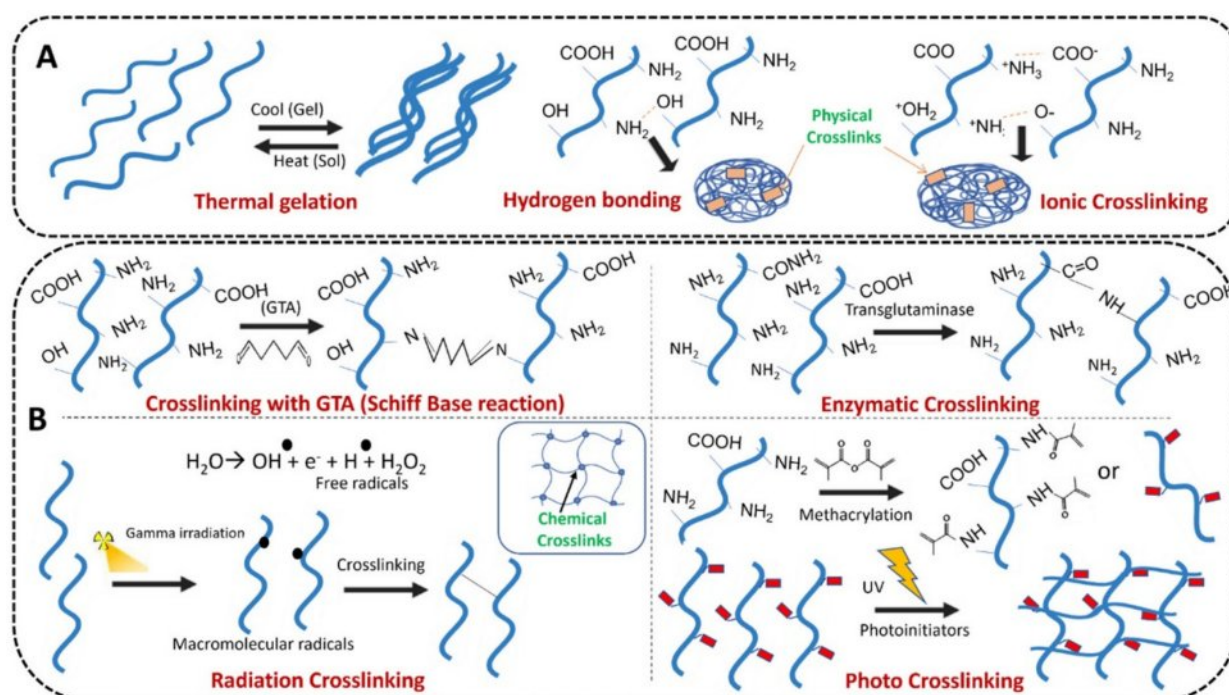 A
Cool (Gel)
Heat (Sol)
Thermal gelation
COOH
NH2
OH
NH2
COOH
NH2
OH
Hydrogen bonding
Physical
Crosslinks
COO
+NH3
+OH2
+NH
COO-
NH2
O-
NH2
Ionic Crosslinking
B
COOH
NH2
NH2
OH
NH2
COOH
NH2
(GTA)
COOH
NH2
NH2
OH
N
N
COOH
NH2
NH2
Crosslinking with GTA (Schiff Base reaction)
NH2
NH2
NH2
CONH2
NH2
NH2
COOH
NH2
Transglutaminase
NH2
NH2
NH2
C=O
NH
NH2
NH2
COOH
NH2
Enzymatic Crosslinking
H2O→ OH + e- + H + H2O2
Free radicals
Gamma irradiation
Crosslinking
Macromolecular radicals
Chemical
Crosslinks
Radiation Crosslinking
COOH
NH2
NH2
NH2
O
O
O
Methacrylation
COOH
NH
O
NH
O
O
NH
or
UV
Photoinitiators
Photo Crosslinking